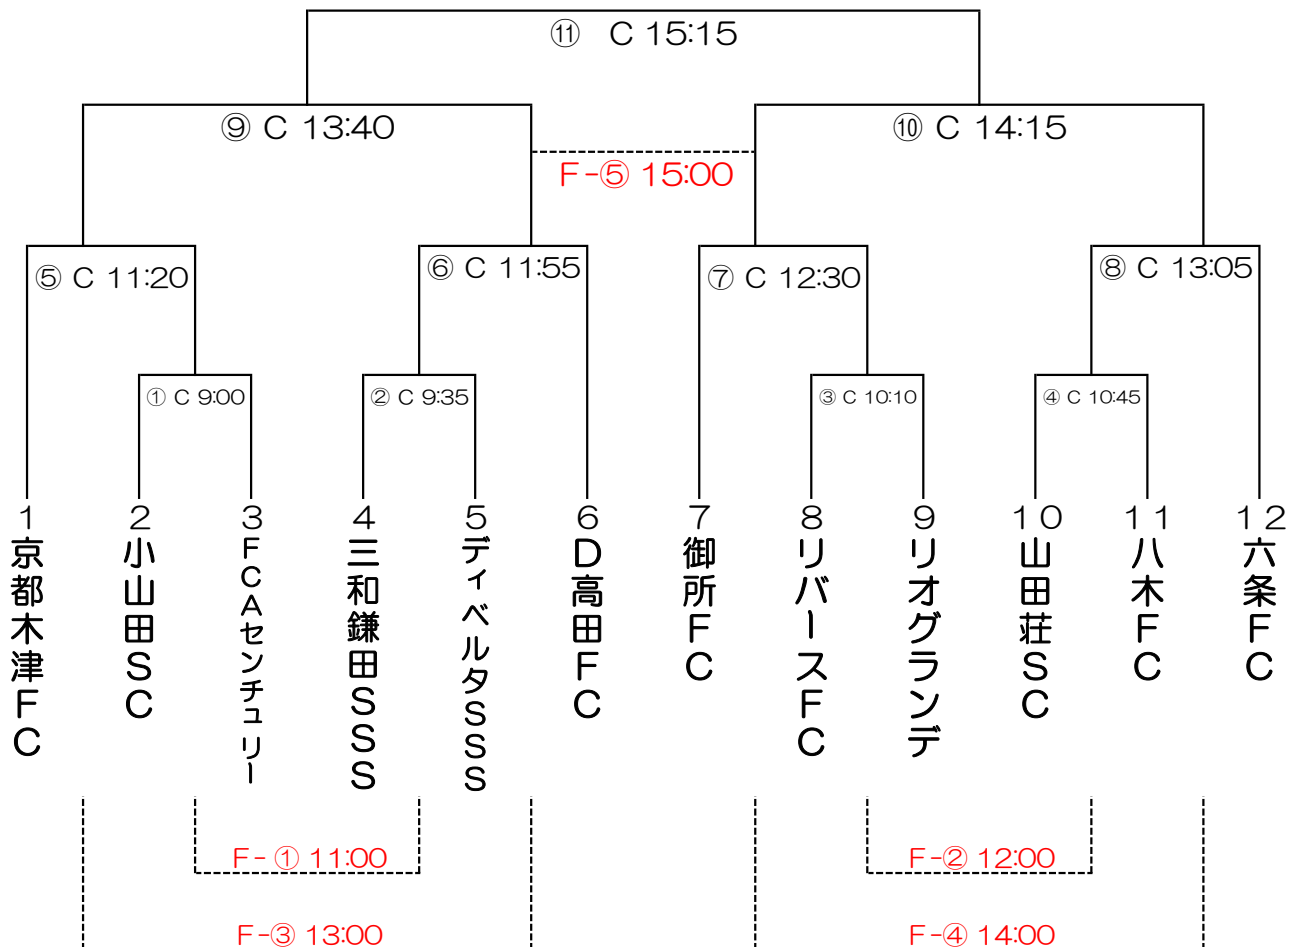 ⑪ C 15:15
⑨ C 13:40
⑩ C 14:15
F-⑤ 15:00
⑤ C 11:20
⑥ C 11:55
⑦ C 12:30
⑧ C 13:05
① C 9:00
② C 9:35
③ C 10:10
④ C 10:45
1 京都木津FC
2 小山田SC
3 FCAセンチュリー
4 三和鎌田SSS
5 ディベルタSSS
6 D高田FC
7 御所FC
8 リバースFC
9 リオグランデ
10 山田荘SC
11 八木FC
12 六条FC
F-① 11:00
F-② 12:00
F-③ 13:00
F-④ 14:00